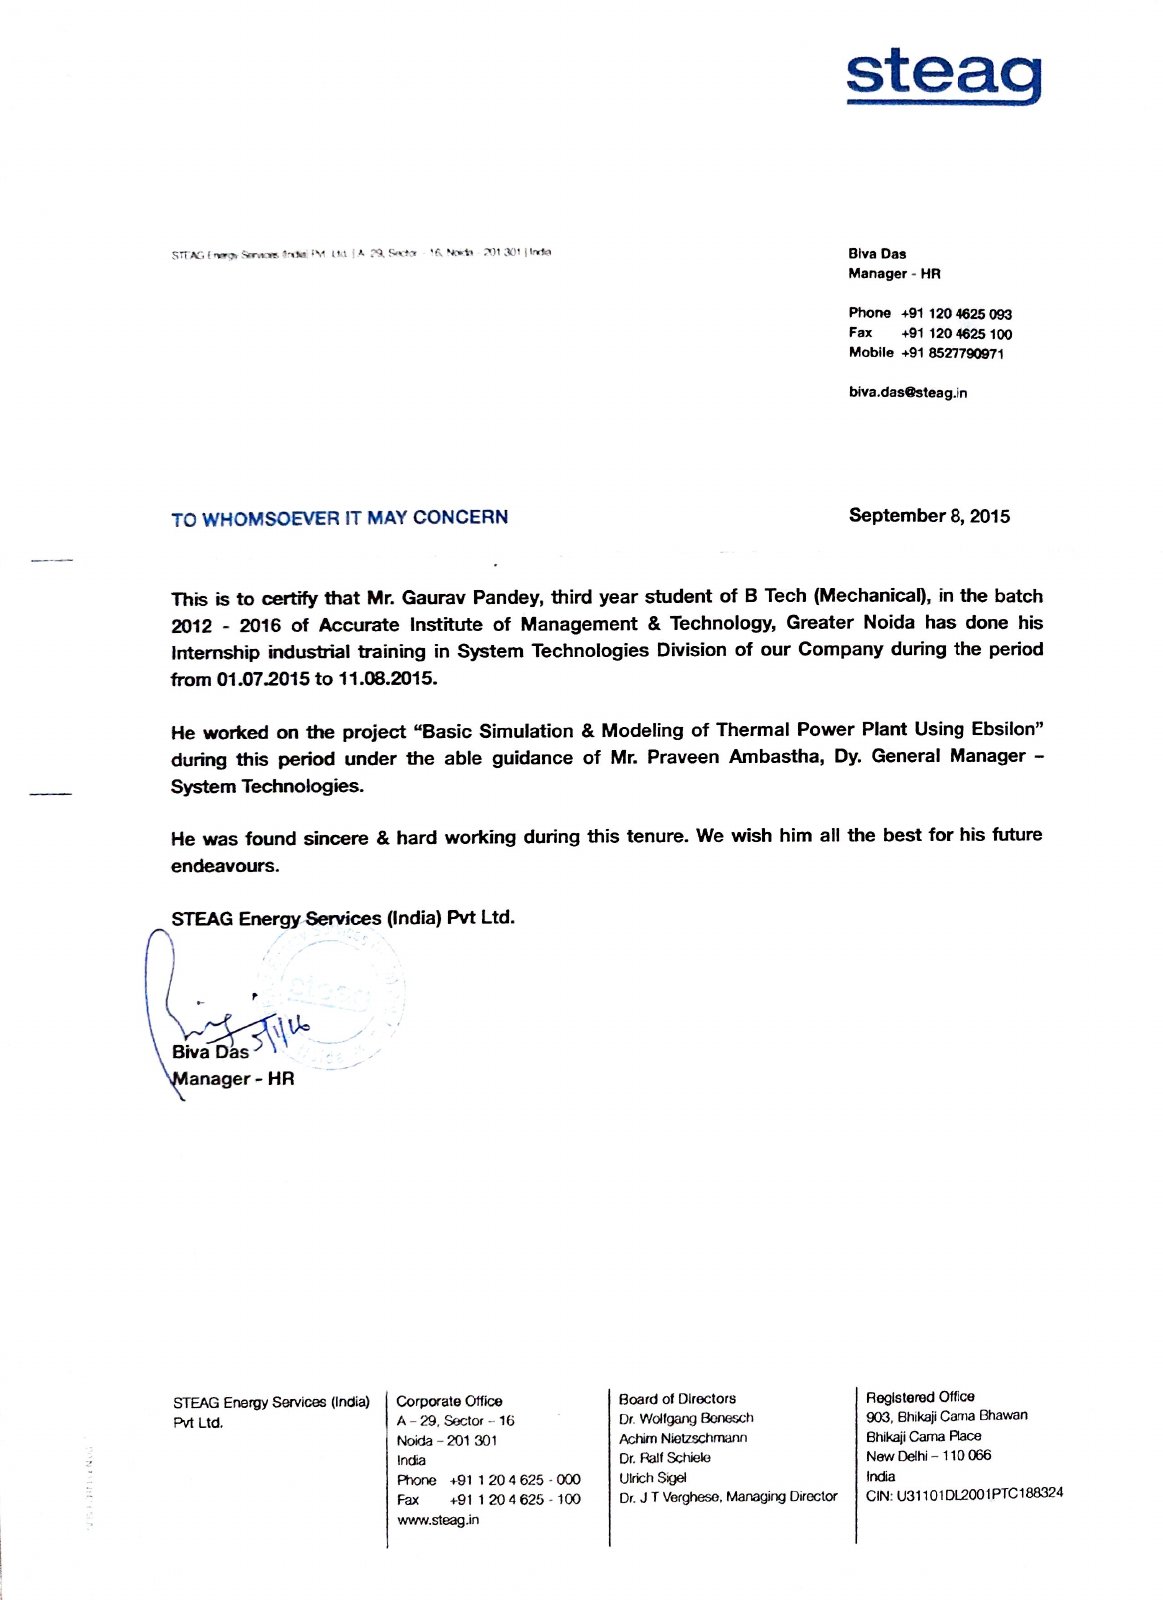 steag
STEAG Energy Services (India) Pvt. Ltd. | A- 29, Sector - 16, Noida - 201 301 | India
Biva Das
Manager - HR
Phone +91 120 4625 093
Fax +91 120 4625 100
Mobile +91 8527790971
biva.das@steag.in
TO WHOMSOEVER IT MAY CONCERN
September 8, 2015
This is to certify that Mr. Gaurav Pandey, third year student of B Tech (Mechanical), in the batch
2012 - 2016 of Accurate Institute of Management & Technology, Greater Noida has done his
Internship industrial training in System Technologies Division of our Company during the period
from 01.07.2015 to 11.08.2015.
He worked on the project “Basic Simulation & Modeling of Thermal Power Plant Using Ebsilon”
during this period under the able guidance of Mr. Praveen Ambastha, Dy. General Manager –
System Technologies.
He was found sincere & hard working during this tenure. We wish him all the best for his future
endeavours.
STEAG Energy Services (India) Pvt Ltd.
steag
Biva Das
Manager - HR
STEAG Energy Services (India)
Pvt Ltd.
Corporate Office
A – 29, Sector – 16
Noida – 201 301
India
Phone +91 1 20 4 625 - 000
Fax +91 1 20 4 625 - 100
www.steag.in
Board of Directors
Dr. Wolfgang Benesch
Achim Nietzschmann
Dr. Ralf Schiele
Ulrich Sigel
Dr. J T Verghese, Managing Director
Registered Office
903, Bhikaji Cama Bhawan
Bhikaji Cama Place
New Delhi – 110 066
India
CIN: U31101DL2001PTC188324